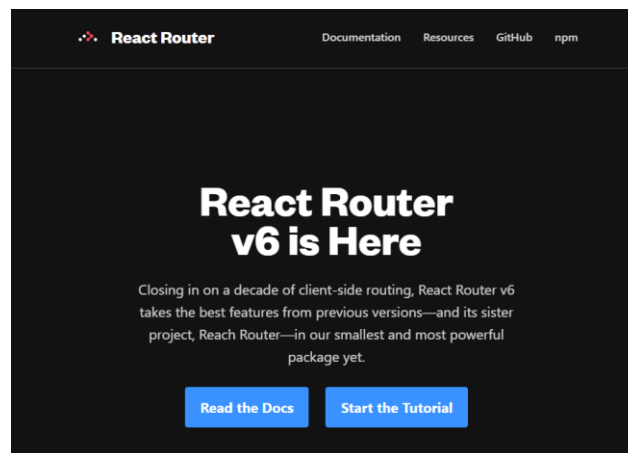 React Router
Documentation Resources GitHub npm
React Router
v6 is Here
Closing in on a decade of client-side routing, React Router v6
takes the best features from previous versions—and its sister
project, Reach Router—in our smallest and most powerful
package yet.
Read the Docs
Start the Tutorial